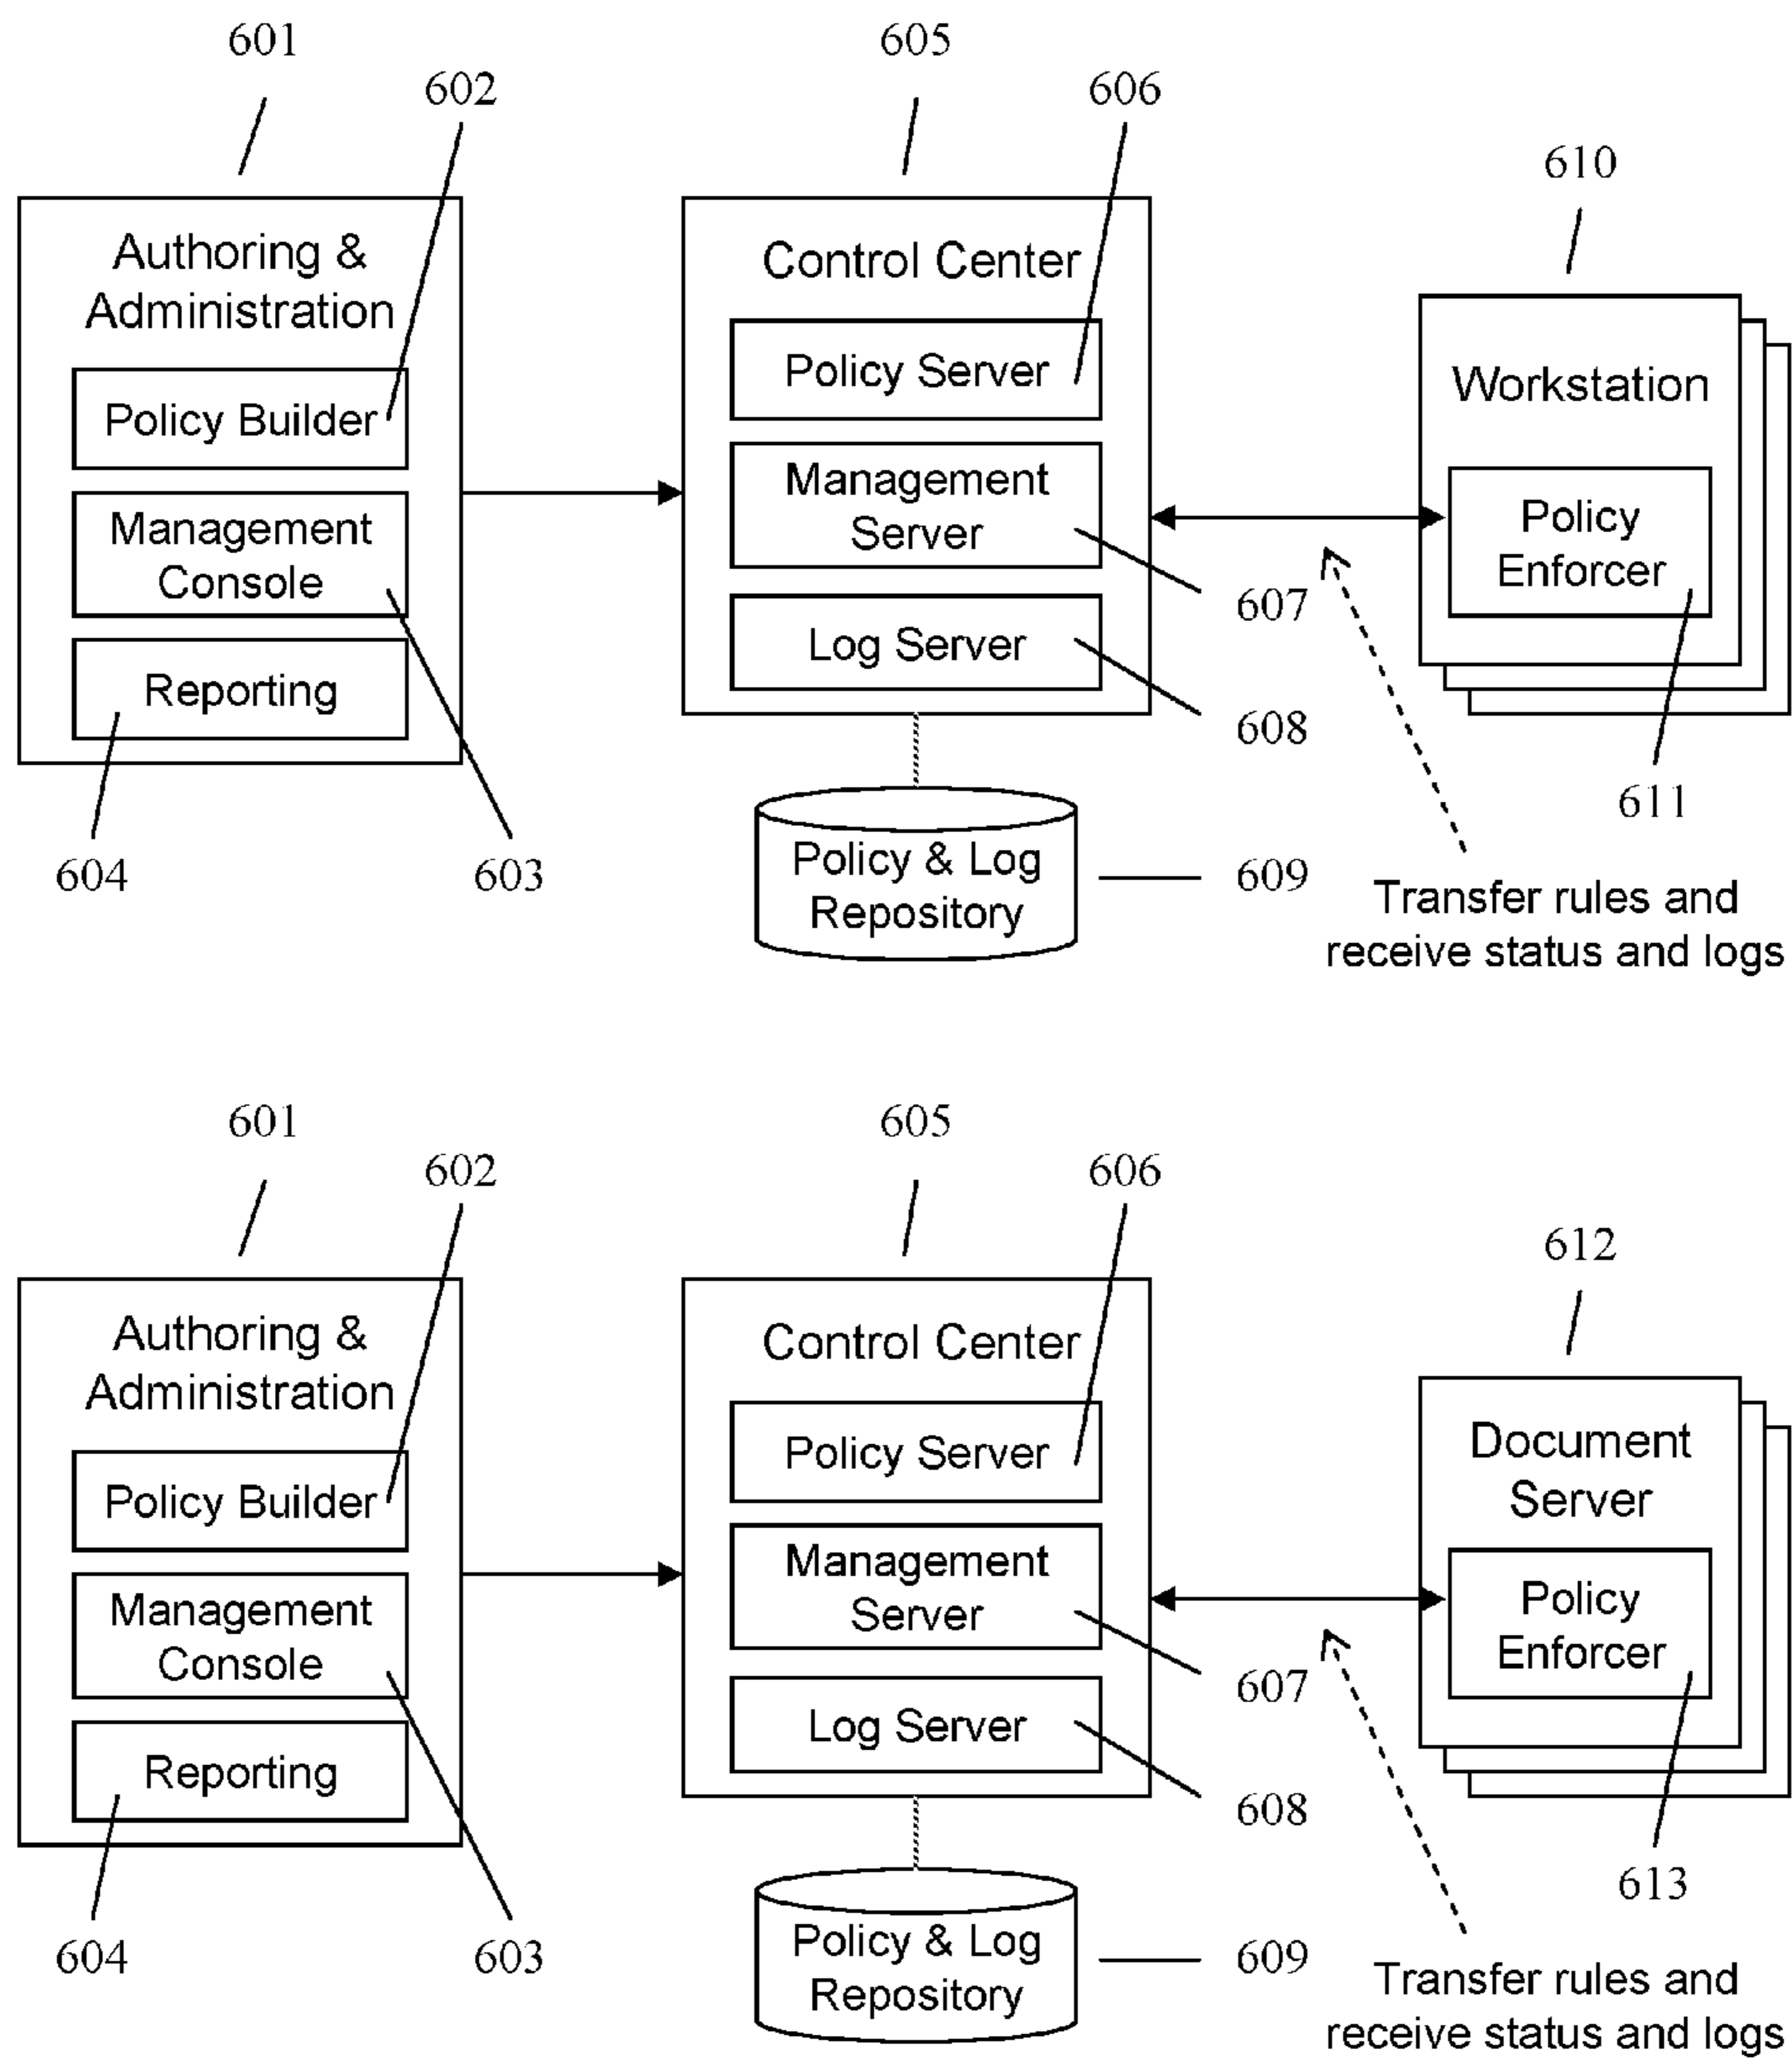 601
605
602
606
610
Authoring &
Administration
Policy Builder
Management
Console
Reporting
604
603
Control Center
Policy Server
Management
Server
Log Server
607
608
Policy & Log
Repository
609
Workstation
Policy
Enforcer
611
Transfer rules and
receive status and logs
601
605
602
606
612
Authoring &
Administration
Policy Builder
Management
Console
Reporting
604
603
Control Center
Policy Server
Management
Server
Log Server
607
608
Policy & Log
Repository
609
Document
Server
Policy
Enforcer
613
Transfer rules and
receive status and logs